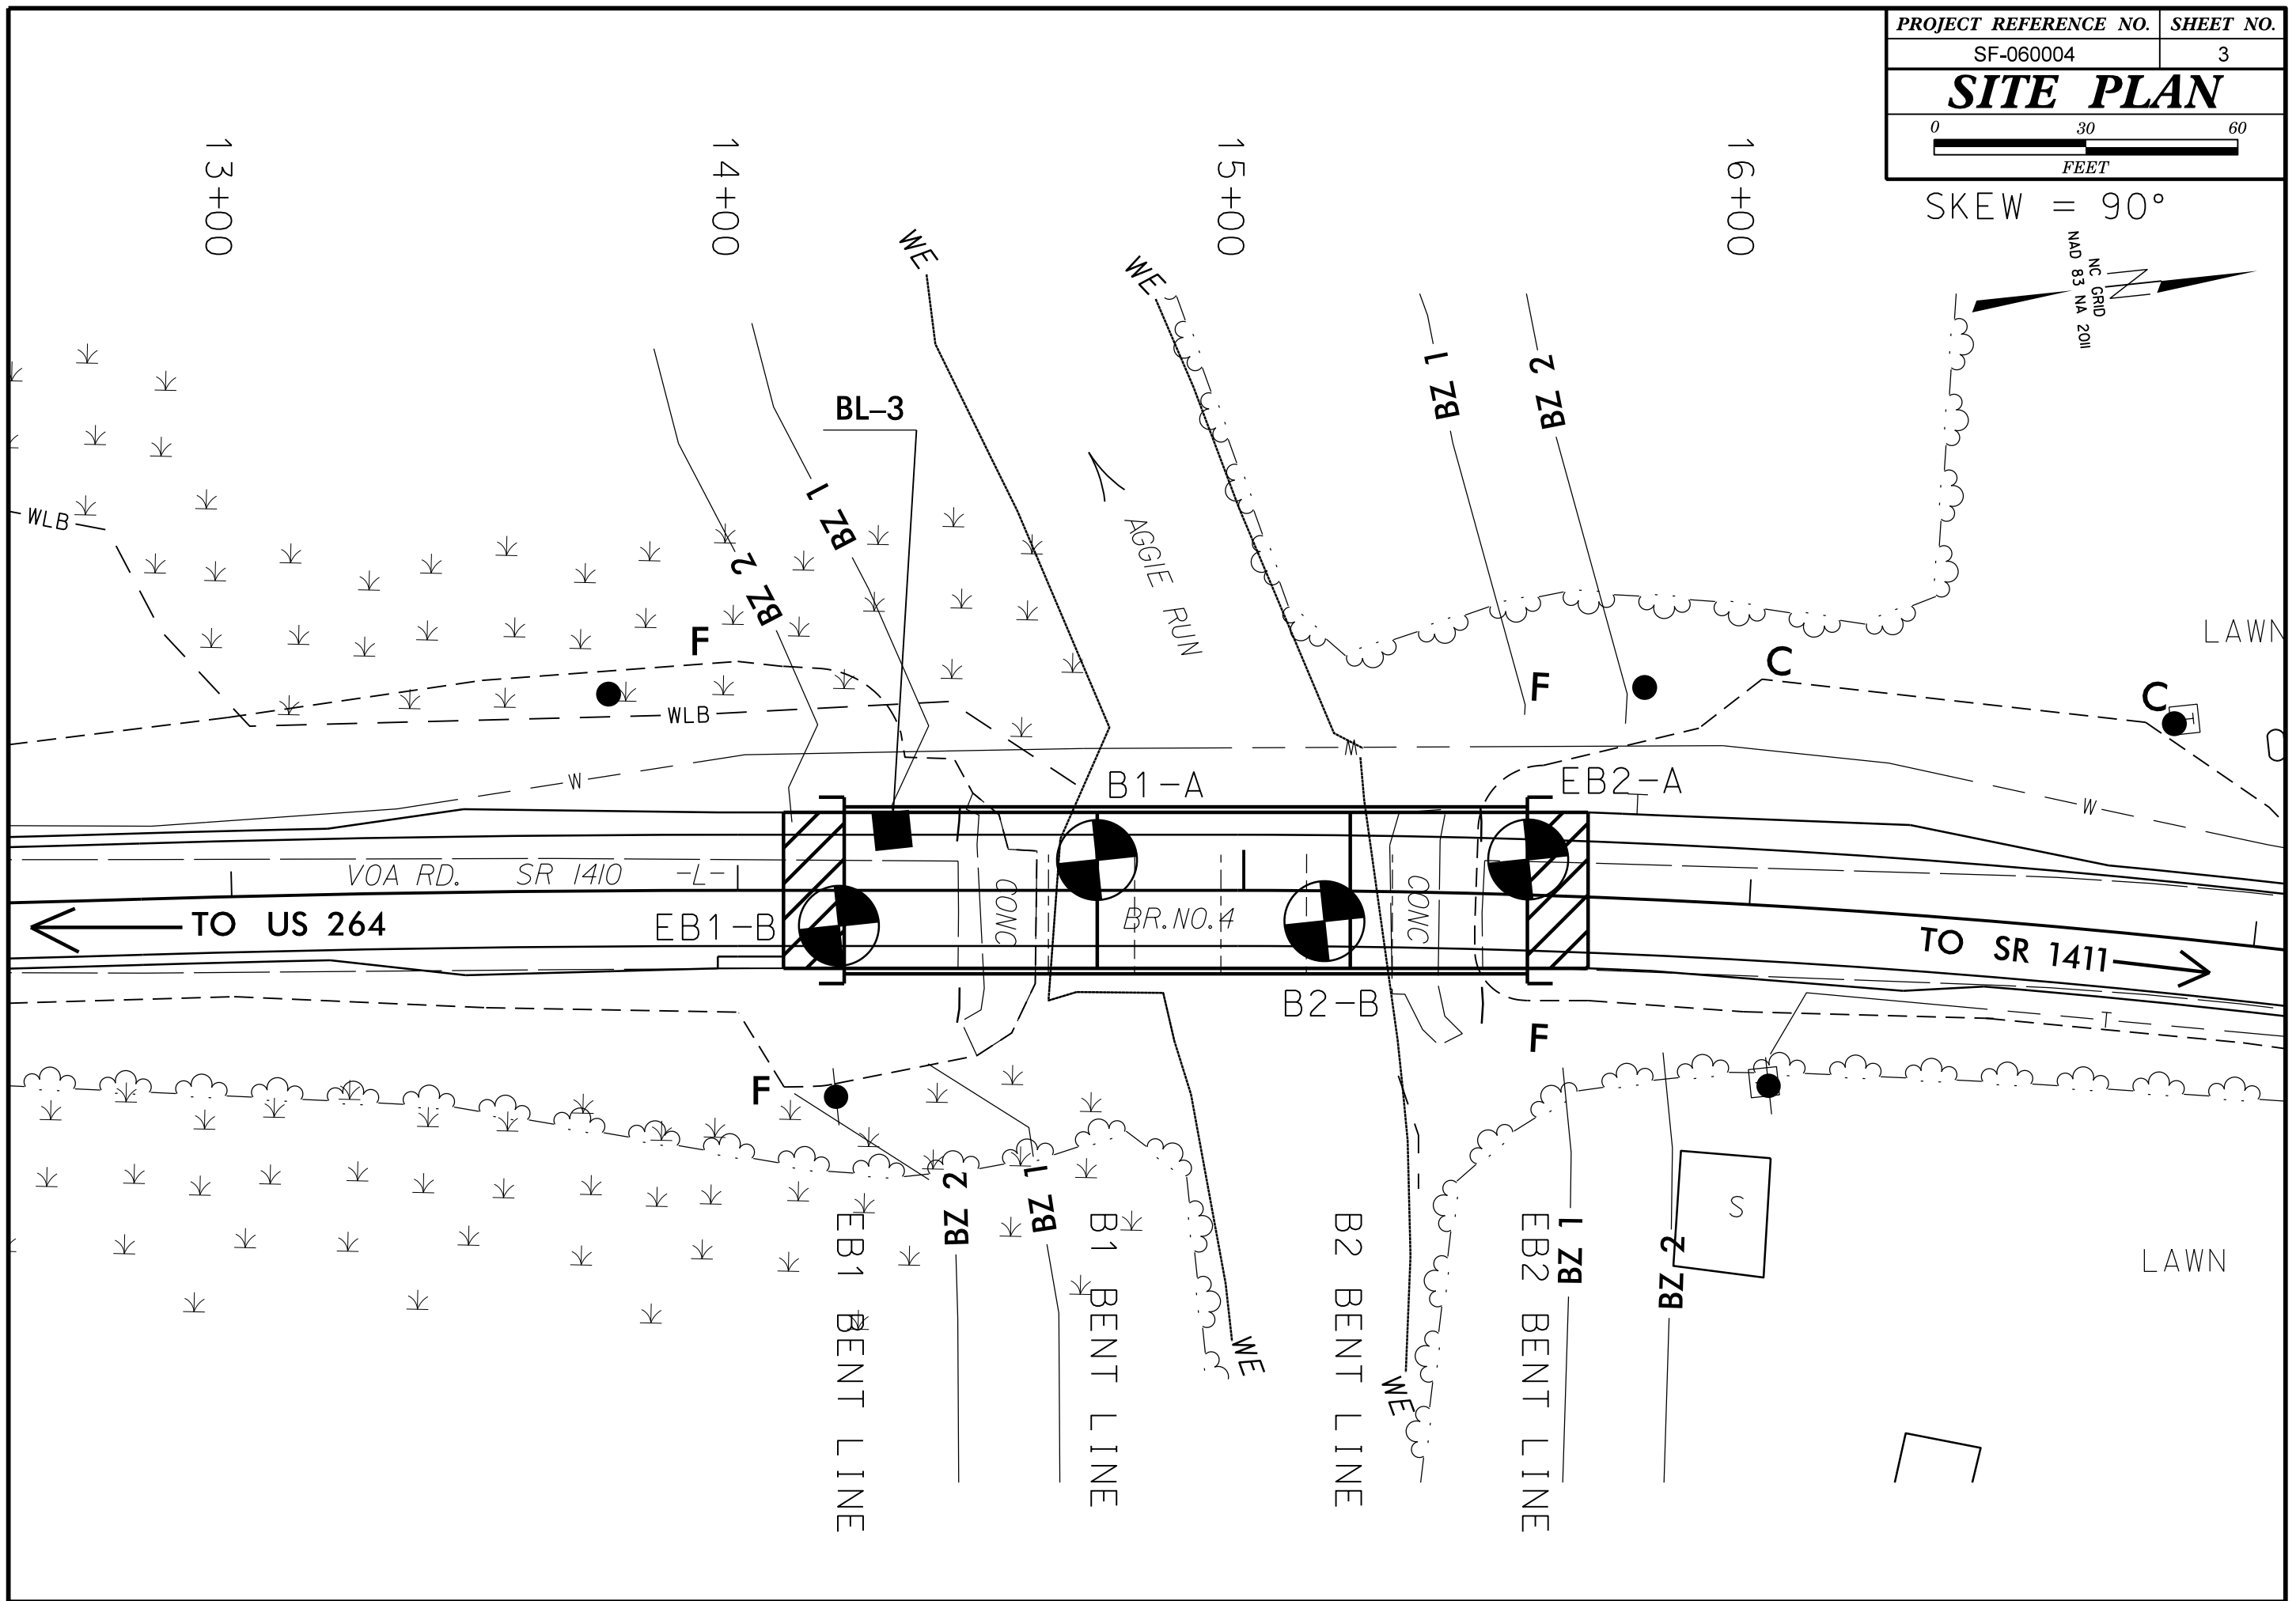 PROJECT REFERENCE NO. SHEET NO.
SF-060004 3
SITE PLAN
0 30 60
FEET
SKEW = 90°
NC GRID
NAD 83 NA 2011
13+00
14+00
15+00
16+00
WE
WE
BL-3
BZ 1
BZ 2
BZ 1
BZ 2
WLB
AGGIE RUN
LAWN
F
F
C
C
WLB
W
W
W
B1-A
EB2-A
VOA RD. SR 1410 -L-
CONC
CONC
BR.NO.4
TO US 264
EB1-B
TO SR 1411
B2-B
F
F
T
BZ 2
BZ 1
BZ 1
BZ 2
S
LAWN
EB1 BENT LINE
B1 BENT LINE
B2 BENT LINE
EB2 BENT LINE
WE
WE